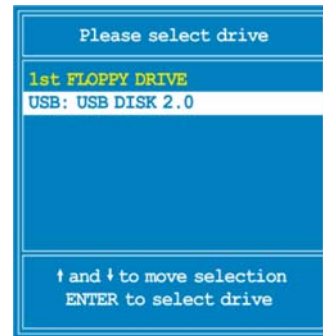 Please select drive
1st FLOPPY DRIVE
USB: USB DISK 2.0
↑ and ↓ to move selection
ENTER to select drive